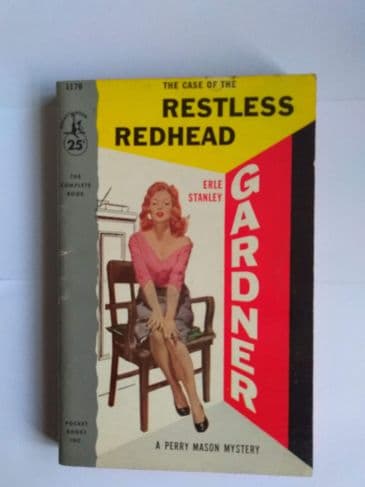 1176
25¢
THE
COMPLETE
BOOK
POCKET
BOOKS
INC
THE CASE OF THE
RESTLESS
REDHEAD
ERLE
STANLEY
GARDNER
A PERRY MASON MYSTERY